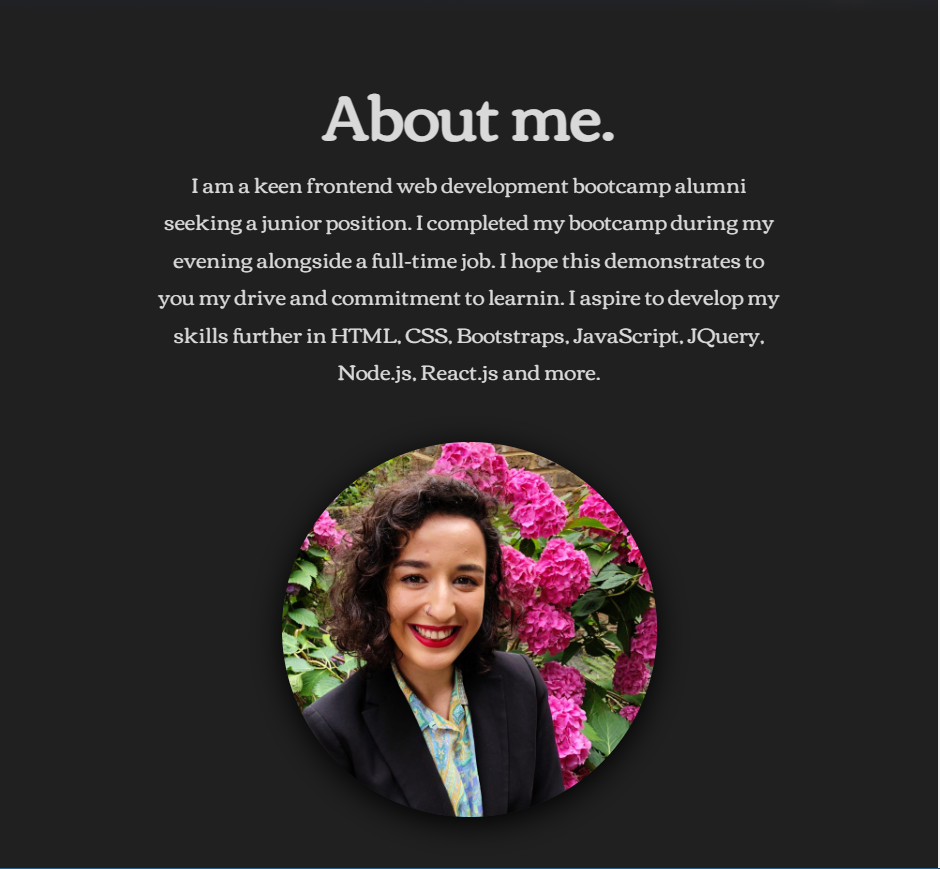 About me.
I am a keen frontend web development bootcamp alumni
seeking a junior position. I completed my bootcamp during my
evening alongside a full-time job. I hope this demonstrates to
you my drive and commitment to learnin. I aspire to develop my
skills further in HTML, CSS, Bootstraps, JavaScript, JQuery,
Node.js, React.js and more.